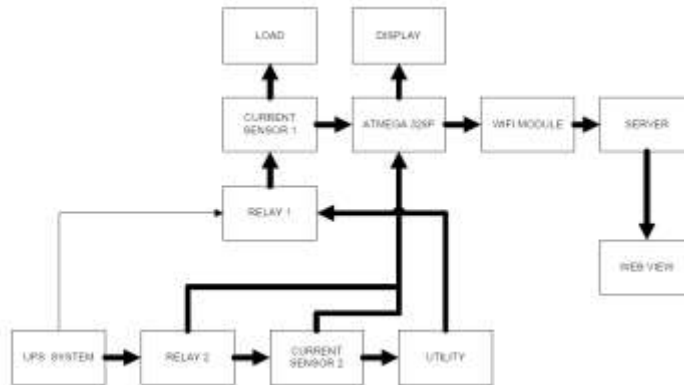 LOAD
DISPLAY
CURRENT
SENSOR 1
ATMEGA 328P
WIFI MODULE
SERVER
RELAY 1
WEB VIEW
UPS SYSTEM
RELAY 2
CURRENT
SENSOR 2
UTILITY